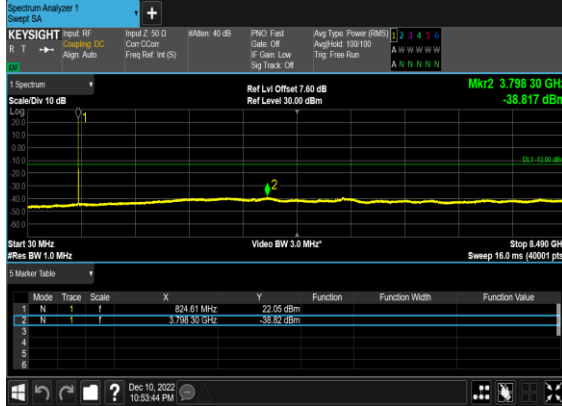 Spectrum Analyzer 1
Swept SA
+
KEYSIGHT Input: RF Input Z: 50 Ω #Atten: 40 dB PNO: Fast Avg Type: Power (RMS) 1 2 3 4 5 6
R T Coupling: DC Corr CCorr Gate: Off Avg|Hold: 100/100 A W W W W W
Align: Auto Freq Ref: Int (S) IF Gain: Low Trig: Free Run
LXI Sig Track: Off A N N N N N
1 Spectrum Ref Lvl Offset 7.60 dB Mkr2 3.798 30 GHz
Scale/Div 10 dB Ref Level 30.00 dBm -38.817 dBm
Log
1
20.0
10.0
0.00
-10.0 DL1 -13.00 dBm
-20.0
-30.0
2
-40.0
-50.0
-60.0
Start 30 MHz Video BW 3.0 MHz* Stop 8.490 GHz
#Res BW 1.0 MHz Sweep 16.0 ms (40001 pts)
5 Marker Table
Mode Trace Scale X Y Function Function Width Function Value
1 N 1 f 824.61 MHz 22.05 dBm
2 N 1 f 3.798 30 GHz -38.82 dBm
3
4
5
6
? Dec 10, 2022
10:53:44 PM